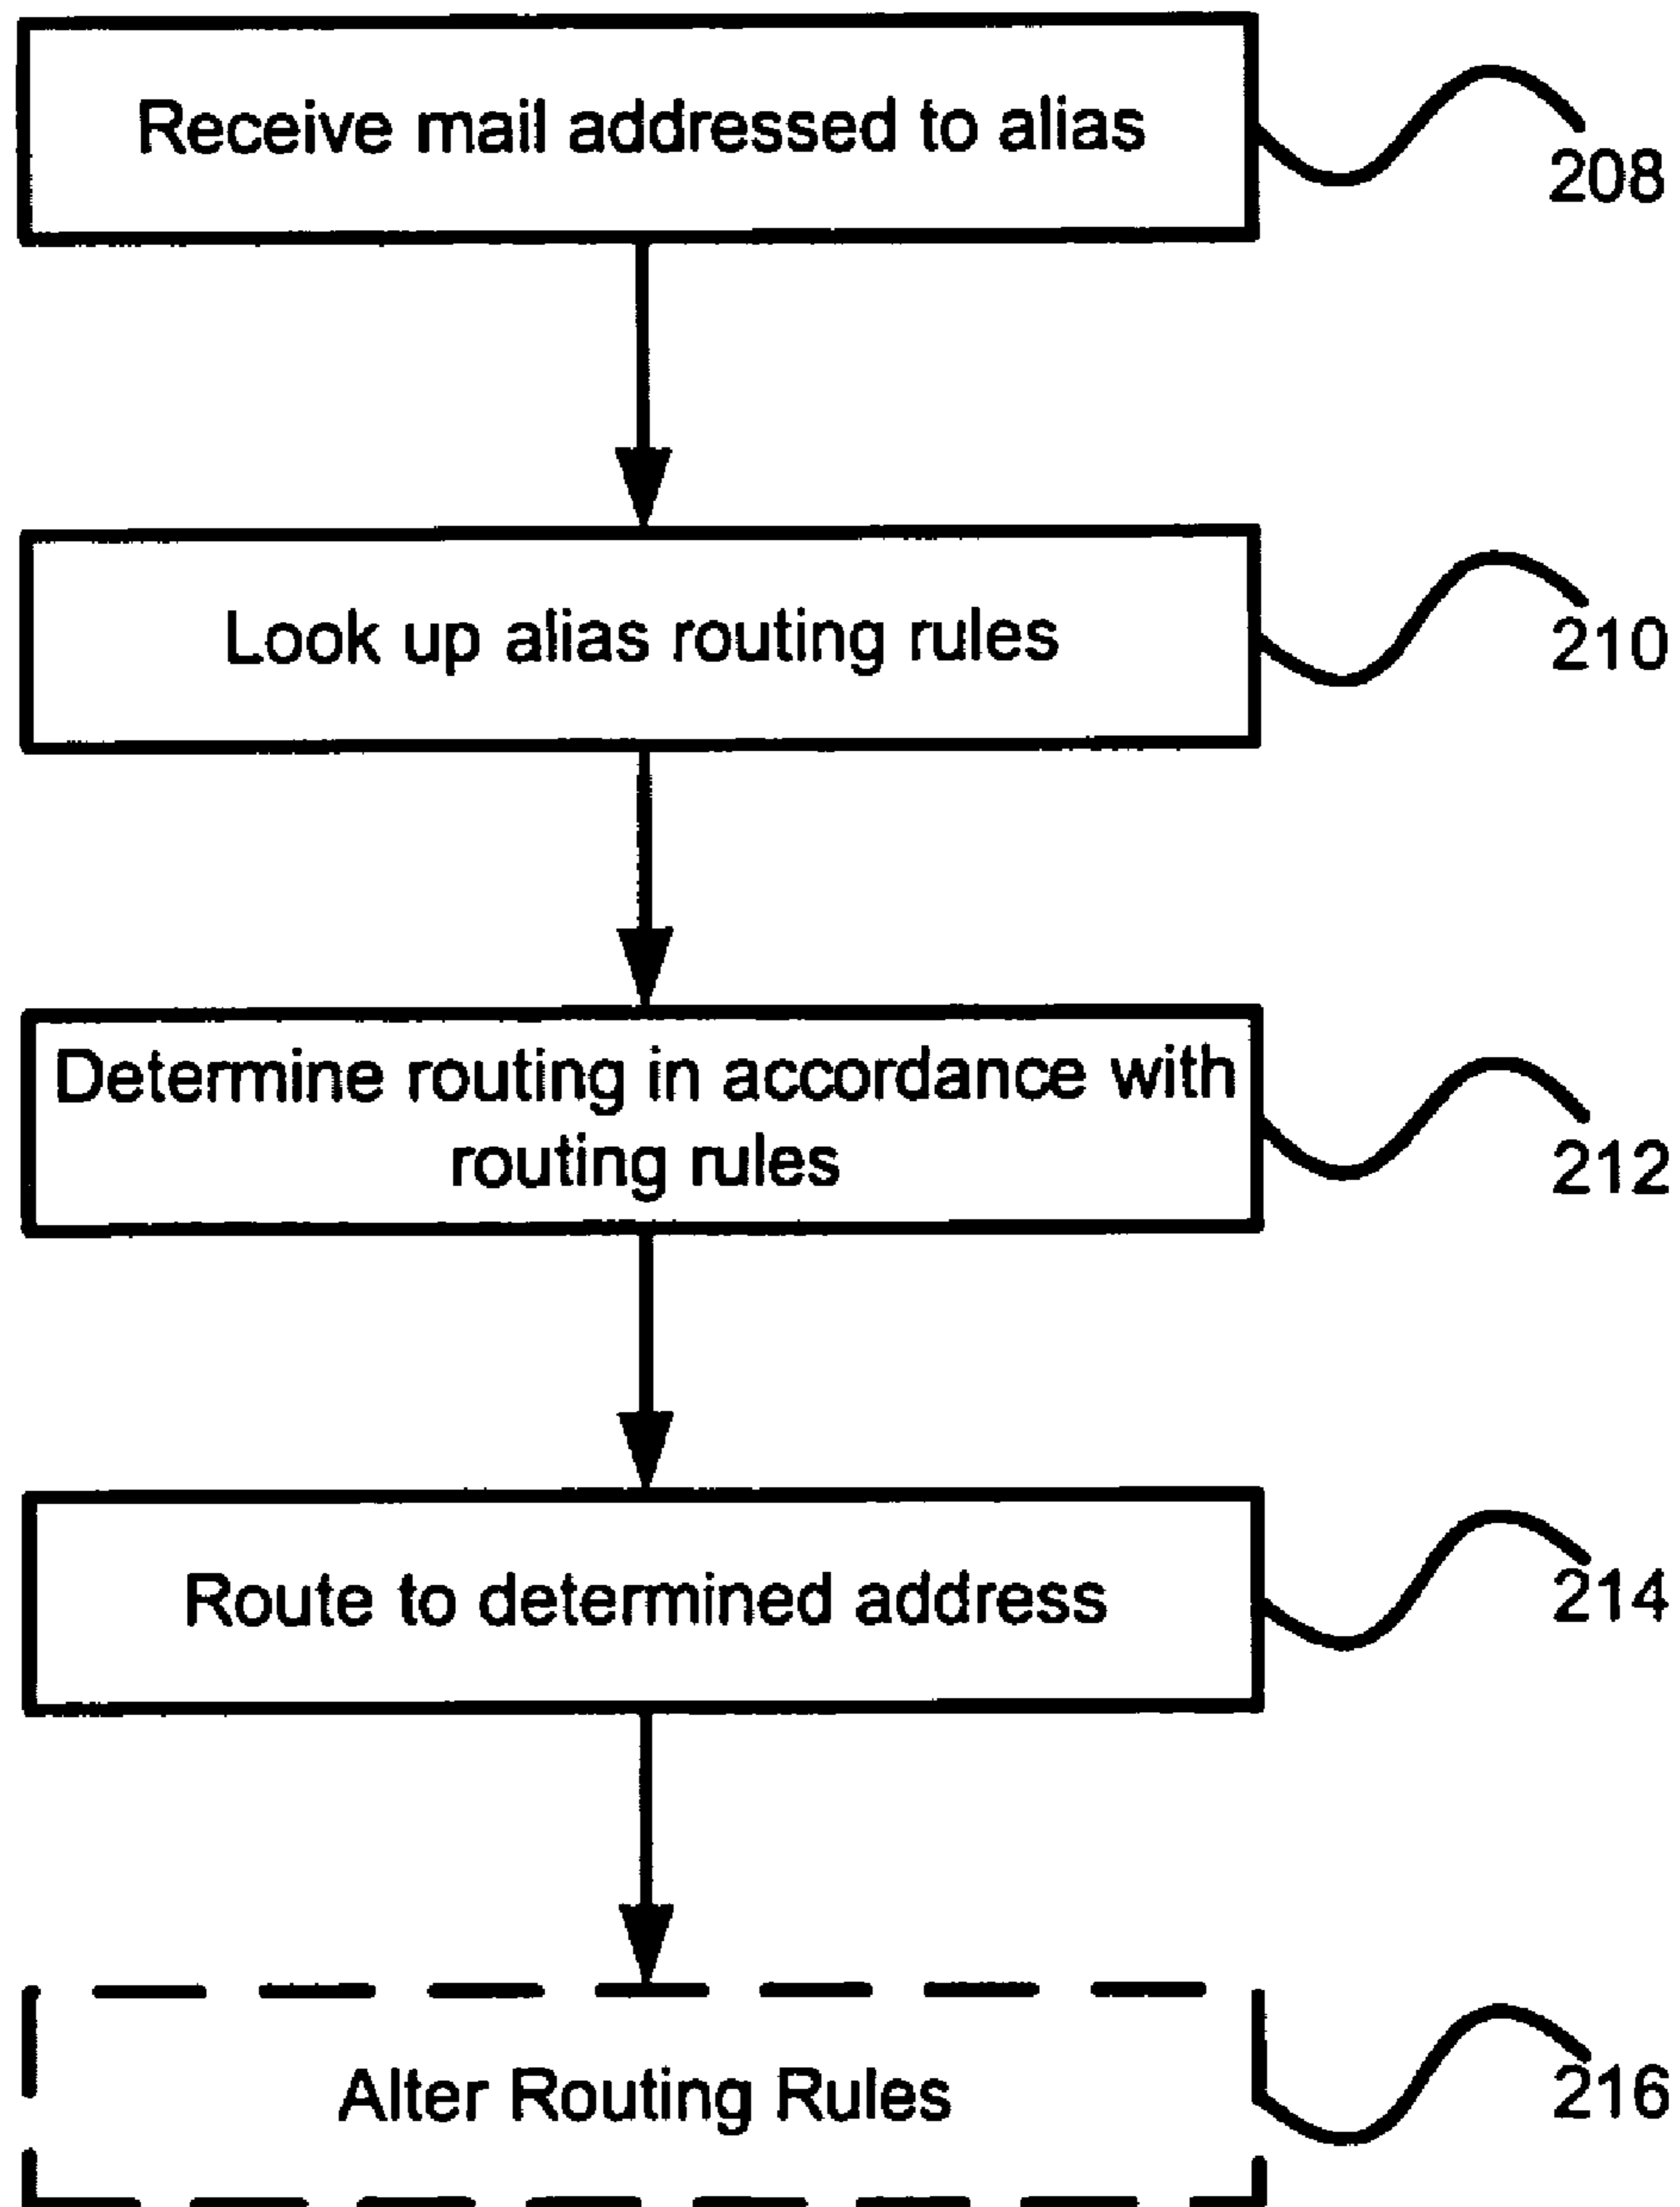 Receive mail addressed to alias
208
Look up alias routing rules
210
Determine routing in accordance with
routing rules
212
Route to determined address
214
Alter Routing Rules
216